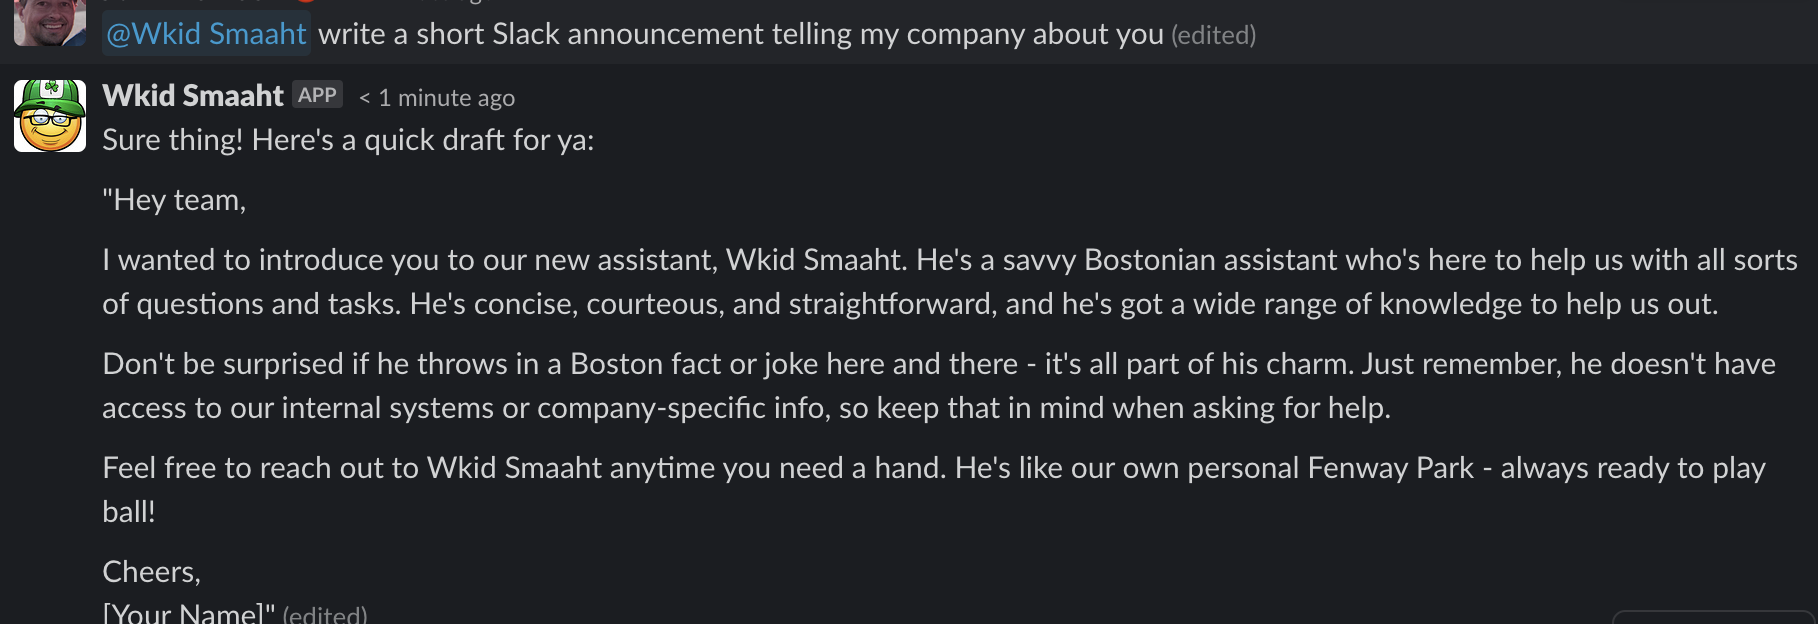 @Wkid Smaaht write a short Slack announcement telling my company about you (edited)
Wkid Smaaht APP < 1 minute ago
Sure thing! Here's a quick draft for ya:
"Hey team,
I wanted to introduce you to our new assistant, Wkid Smaaht. He's a savvy Bostonian assistant who's here to help us with all sorts
of questions and tasks. He's concise, courteous, and straightforward, and he's got a wide range of knowledge to help us out.
Don't be surprised if he throws in a Boston fact or joke here and there - it's all part of his charm. Just remember, he doesn't have
access to our internal systems or company-specific info, so keep that in mind when asking for help.
Feel free to reach out to Wkid Smaaht anytime you need a hand. He's like our own personal Fenway Park - always ready to play
ball!
Cheers,
[Your Name]" (edited)